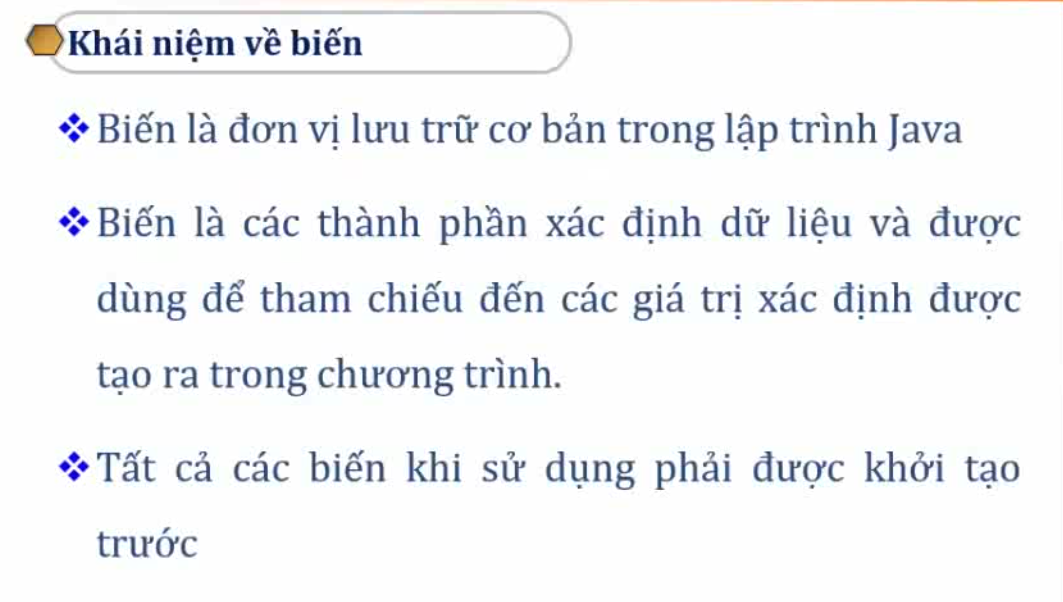 Khái niệm về biến
Biến là đơn vị lưu trữ cơ bản trong lập trình Java
Biến là các thành phần xác định dữ liệu và được
dùng để tham chiếu đến các giá trị xác định được
tạo ra trong chương trình.
Tất cả các biến khi sử dụng phải được khởi tạo
trước